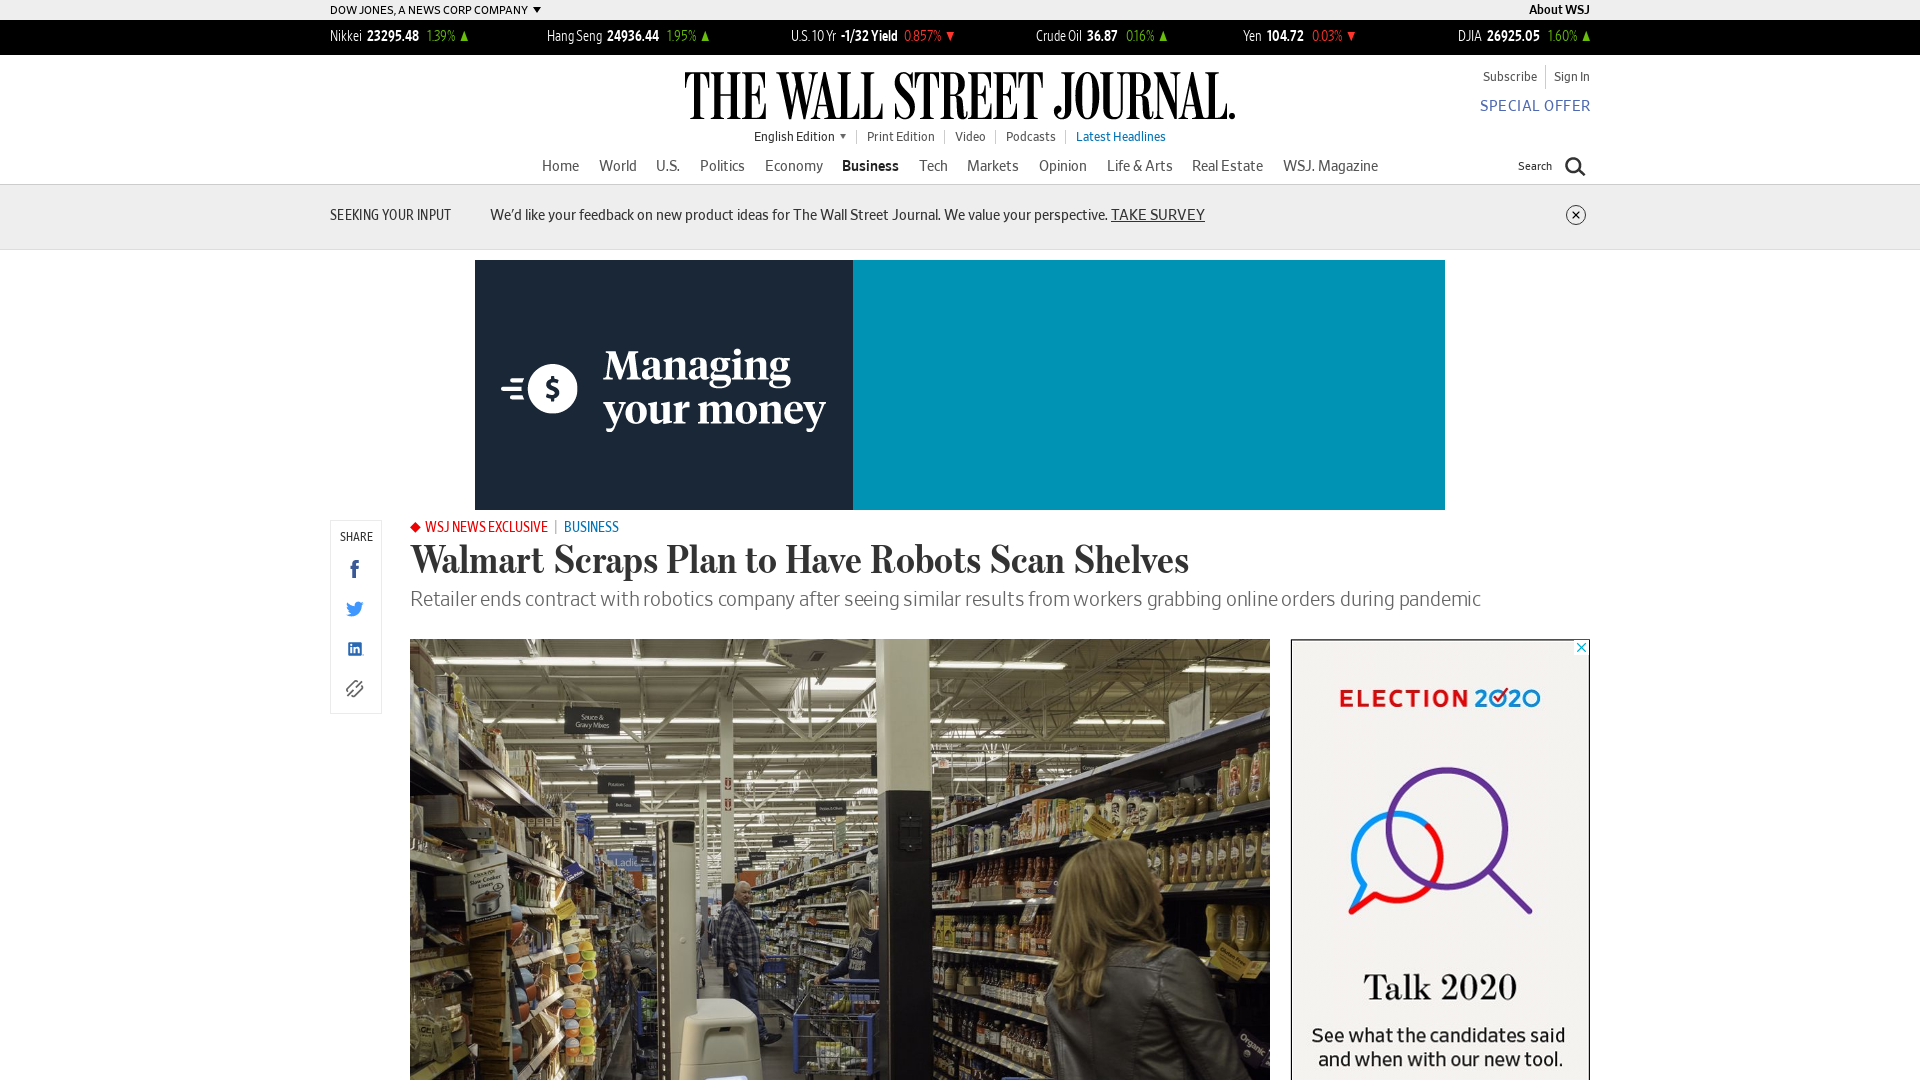 DOW JONES, A NEWS CORP COMPANY
About WSJ
Nikkei 23295.48 1.39%
Hang Seng 24936.44 1.95%
U.S. 10 Yr -1/32 Yield 0.857%
Crude Oil 36.87 0.16%
Yen 104.72 0.03%
DJIA 26925.05 1.60%
THE WALL STREET JOURNAL.
Subscribe
Sign In
SPECIAL OFFER
English Edition
Print Edition
Video
Podcasts
Latest Headlines
Home
World
U.S.
Politics
Economy
Business
Tech
Markets
Opinion
Life & Arts
Real Estate
WSJ. Magazine
Search
SEEKING YOUR INPUT
We’d like your feedback on new product ideas for The Wall Street Journal. We value your perspective. TAKE SURVEY
$
Managing
your money
SHARE
WSJ NEWS EXCLUSIVE | BUSINESS
Walmart Scraps Plan to Have Robots Scan Shelves
Retailer ends contract with robotics company after seeing similar results from workers grabbing online orders during pandemic
Sauce &
Gravy Mixes
Organic
ELECTION 2020
Talk 2020
See what the candidates said
and when with our new tool.